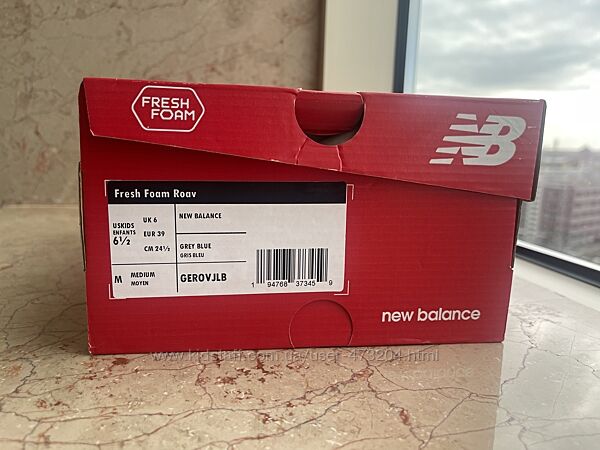 FRESH
FOAM
NB
Fresh Foam Roav
USKIDS
ENFANTS
6½
UK 6
EUR 39
CM 24½
NEW BALANCE
GREY BLUE
GRIS BLEU
M
MEDIUM
MOYEN
GEROVJLB
1 94768 37345 9
new balance
www.kidstaff.com.ua/user-473204.html